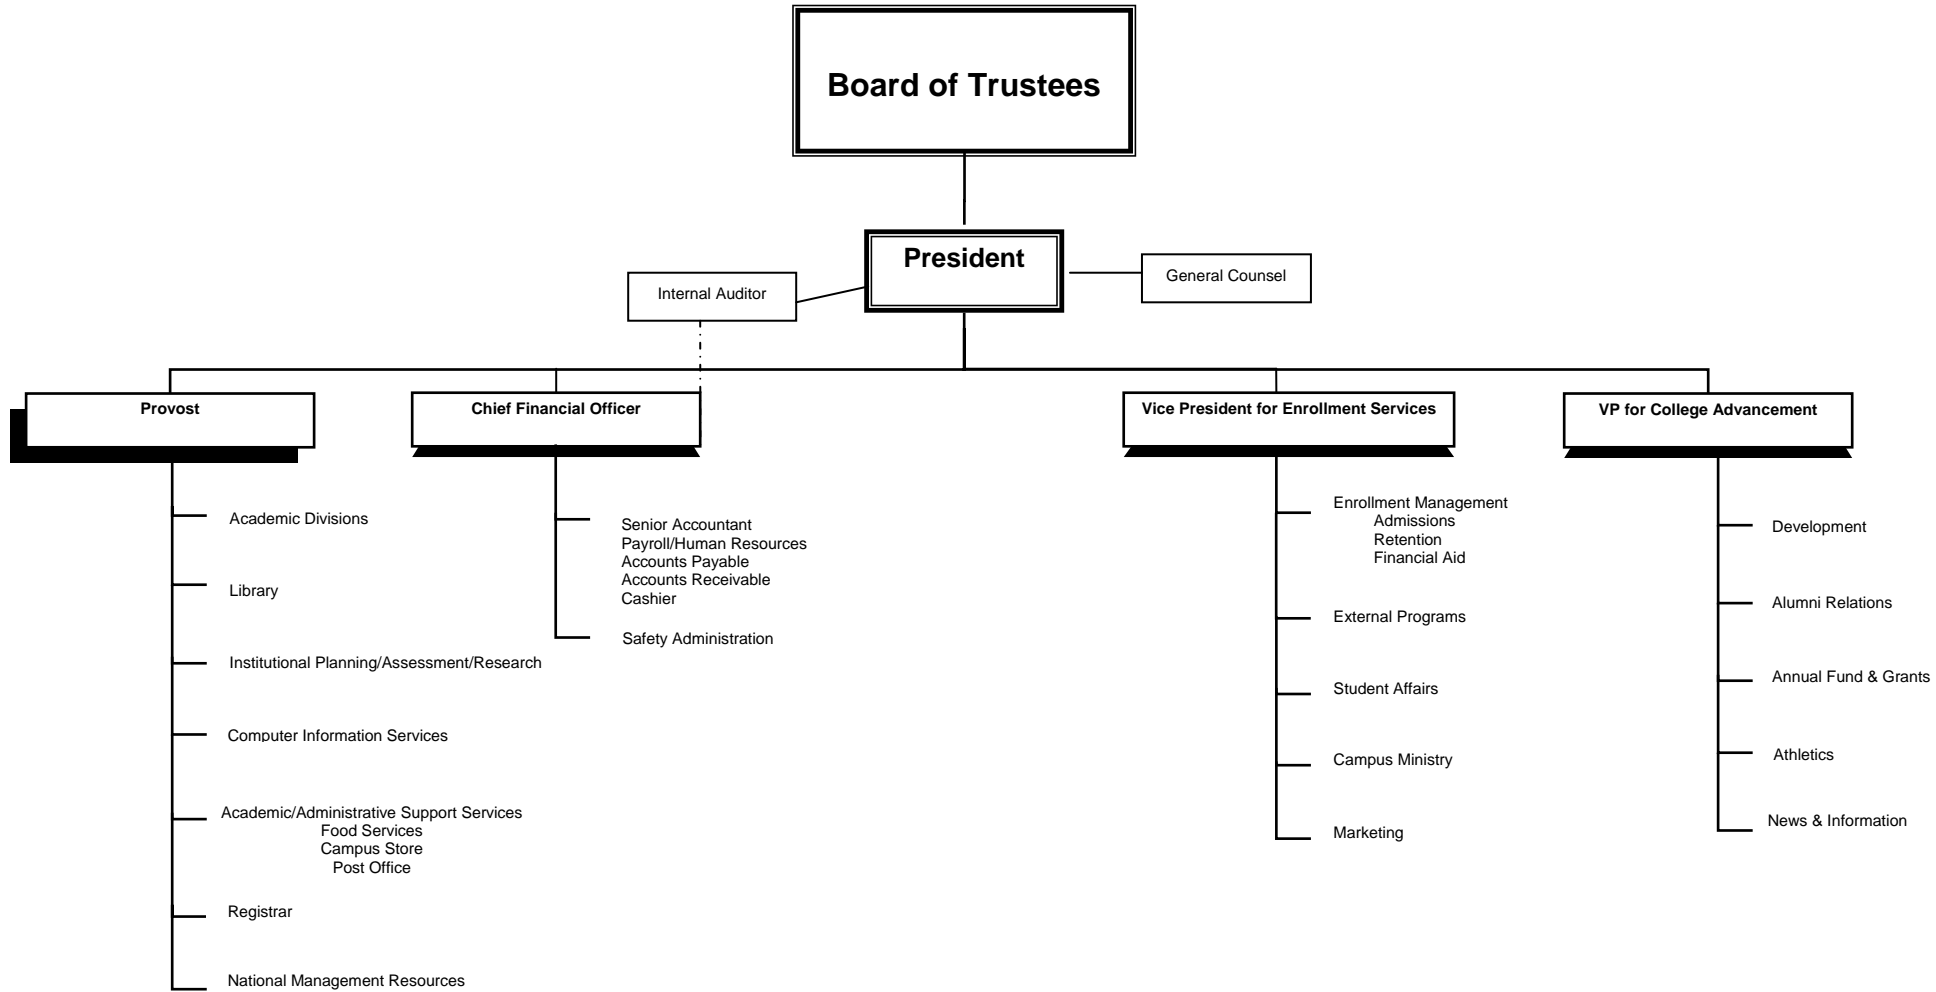 Board of Trustees
President
General Counsel
Internal Auditor
Provost
Chief Financial Officer
Vice President for Enrollment Services
VP for College Advancement
Academic Divisions
Library
Institutional Planning/Assessment/Research
Computer Information Services
Academic/Administrative Support Services
Food Services
Campus Store
Post Office
Registrar
National Management Resources
Senior Accountant
Payroll/Human Resources
Accounts Payable
Accounts Receivable
Cashier
Safety Administration
Enrollment Management
Admissions
Retention
Financial Aid
External Programs
Student Affairs
Campus Ministry
Marketing
Development
Alumni Relations
Annual Fund & Grants
Athletics
News & Information